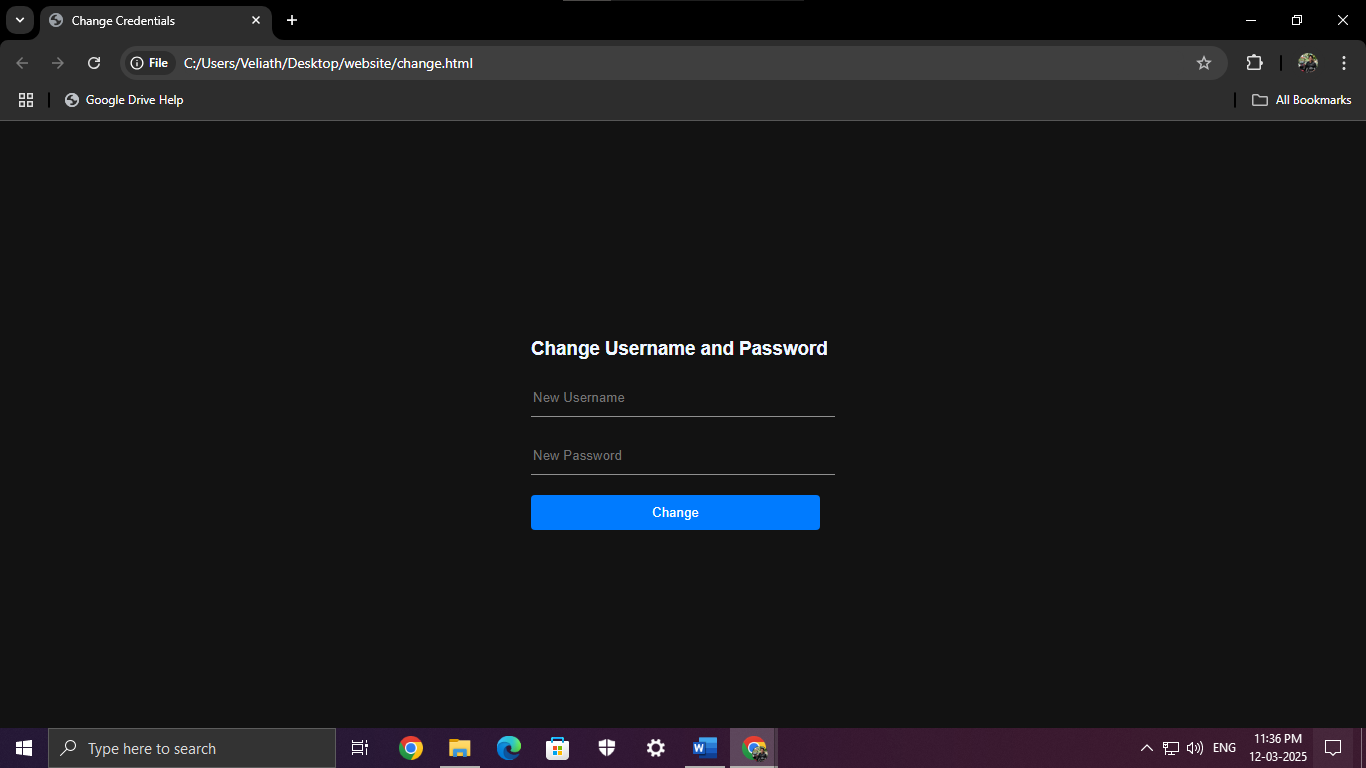 Change Credentials
File
C:/Users/Veliath/Desktop/website/change.html
Google Drive Help
All Bookmarks
Change Username and Password
New Username
New Password
Change
Type here to search
ENG
11:36 PM
12-03-2025